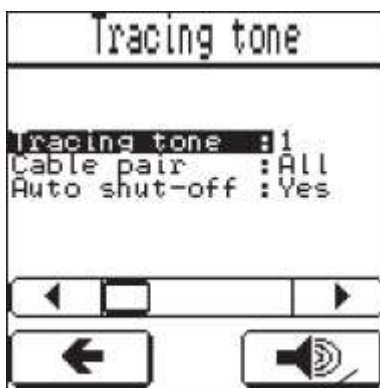 Tracing tone
Tracing tone :1
Cable pair :All
Auto shut-off :Yes